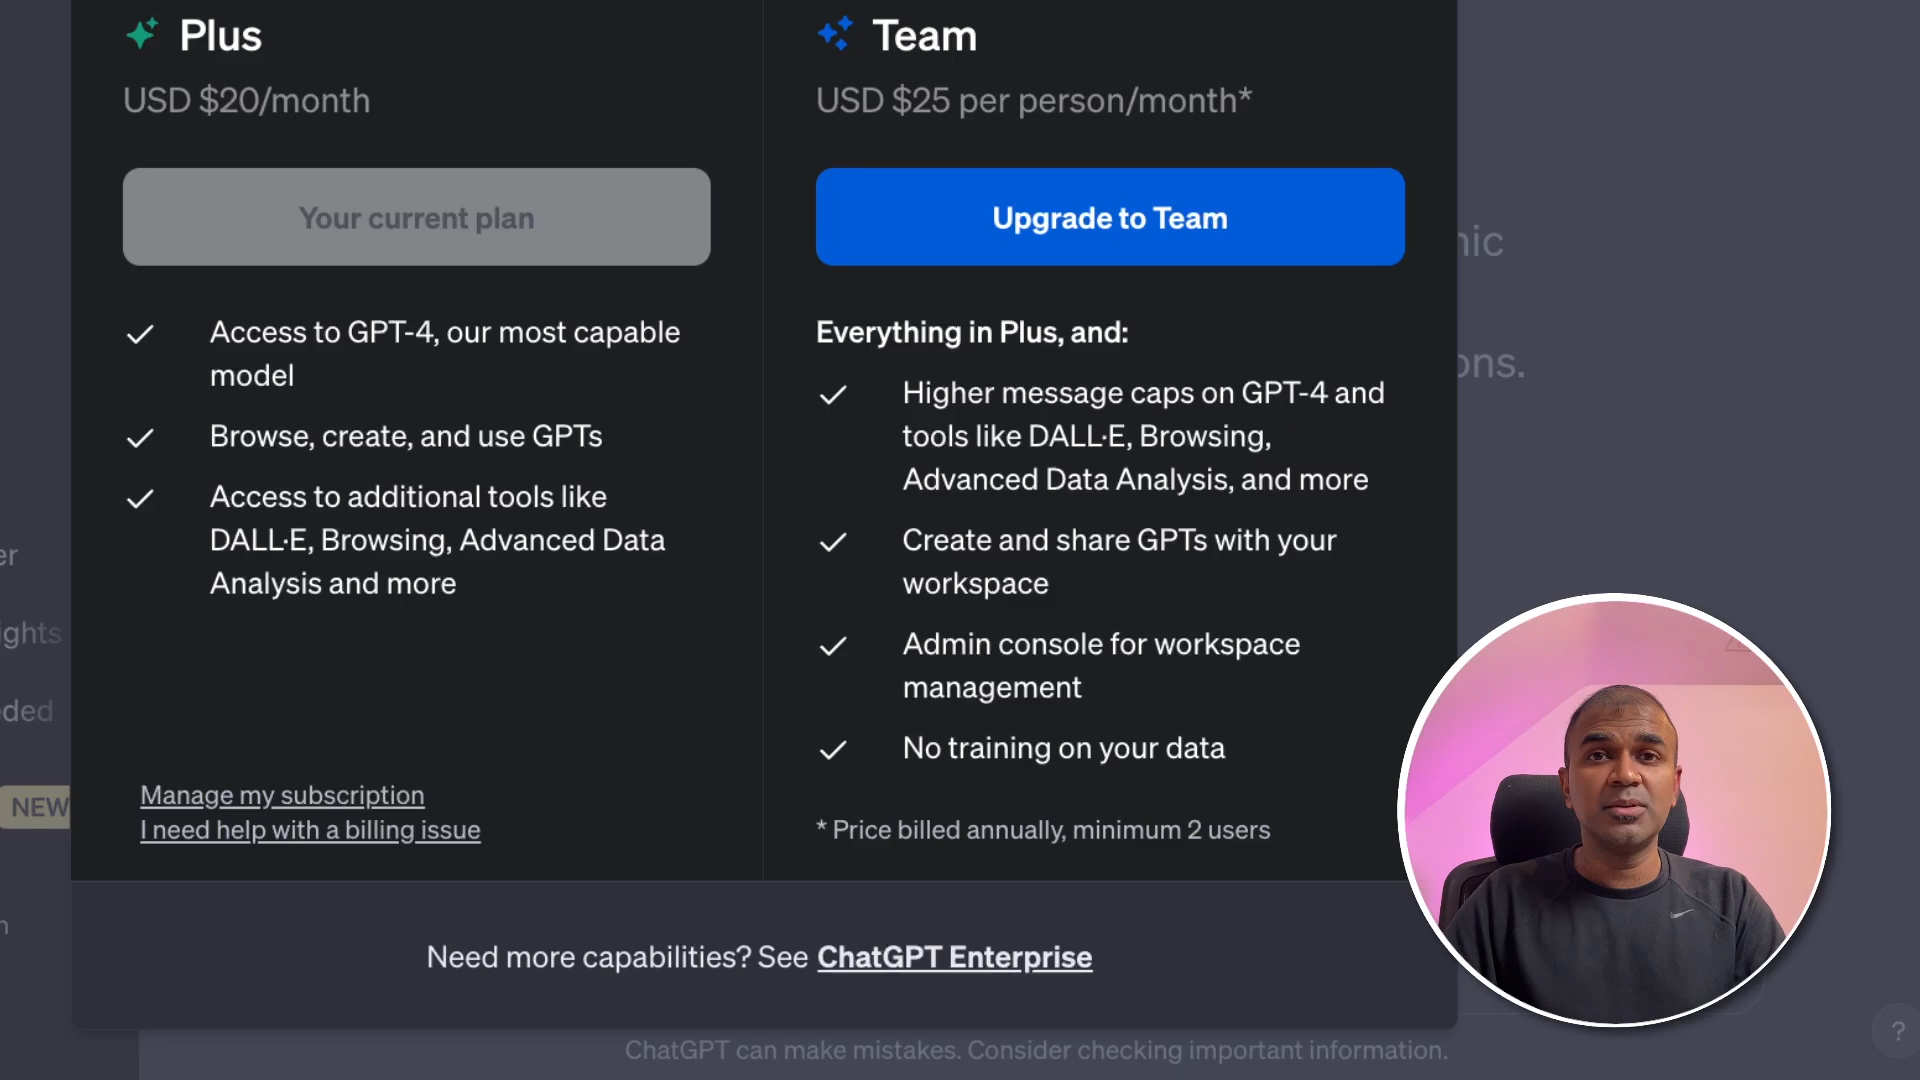 Plus
USD $20/month
Your current plan
Access to GPT-4, our most capable
model
Browse, create, and use GPTs
Access to additional tools like
DALL·E, Browsing, Advanced Data
Analysis and more
Manage my subscription
I need help with a billing issue
Team
USD $25 per person/month*
Upgrade to Team
Everything in Plus, and:
Higher message caps on GPT-4 and
tools like DALL·E, Browsing,
Advanced Data Analysis, and more
Create and share GPTs with your
workspace
Admin console for workspace
management
No training on your data
* Price billed annually, minimum 2 users
Need more capabilities? See ChatGPT Enterprise
NEW
ChatGPT can make mistakes. Consider checking important information.
?